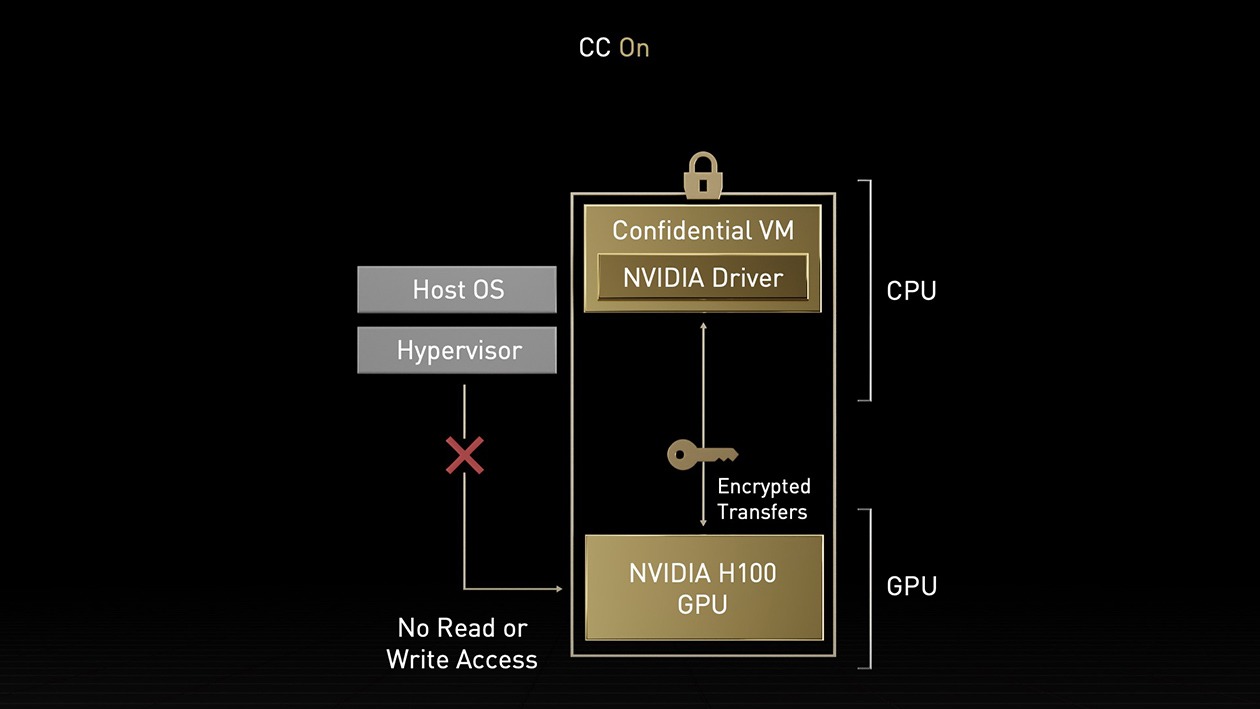 CC On
Confidential VM
NVIDIA Driver
Host OS
Hypervisor
CPU
Encrypted
Transfers
NVIDIA H100
GPU
GPU
No Read or
Write Access